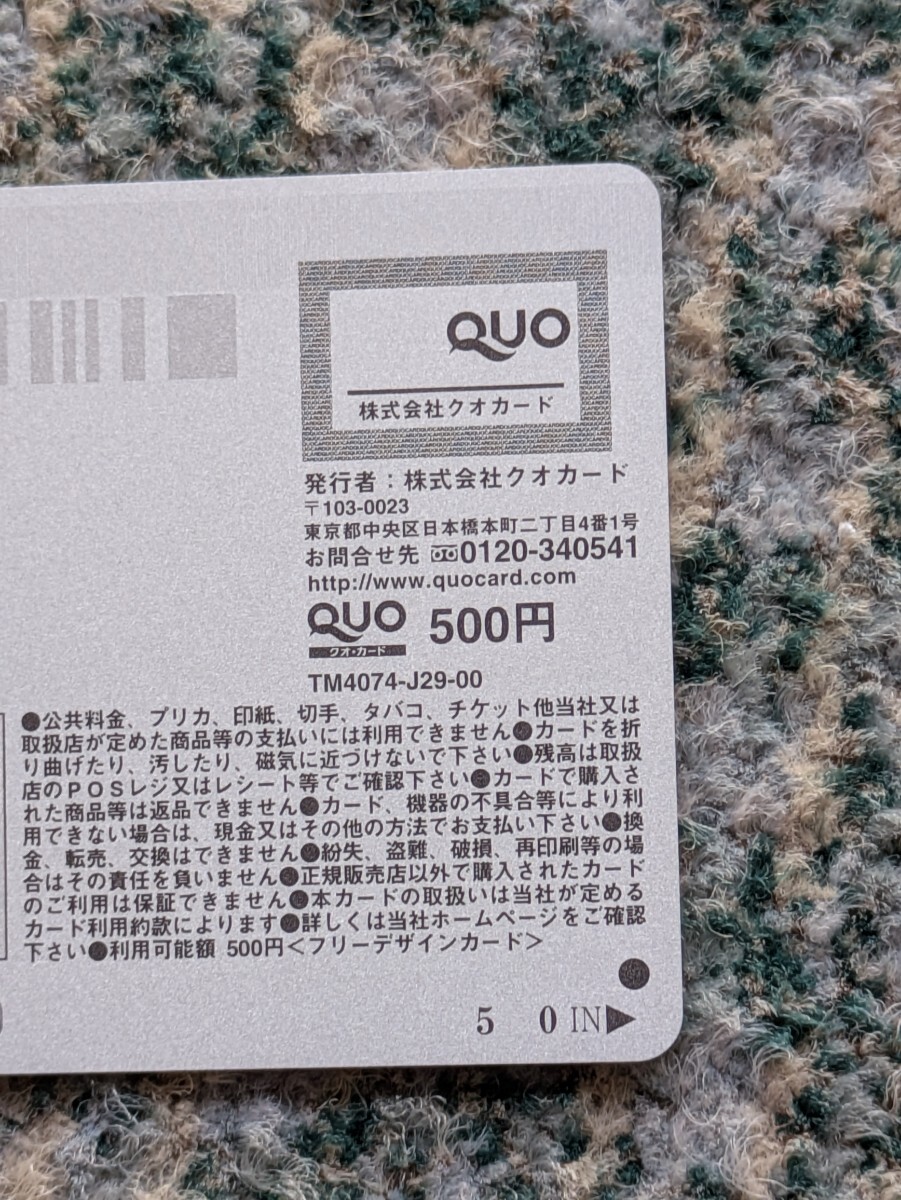 QUO
株式会社クオカード
発行者：株式会社クオカード
〒103-0023
東京都中央区日本橋本町二丁目4番1号
お問合せ先 0120-340541
http://www.quocard.com
QUO 500円
クオ・カード
TM4074-J29-00
●公共料金、プリカ、印紙、切手、タバコ、チケット他当社又は
取扱店が定めた商品等の支払いには利用できません●カードを折
り曲げたり、汚したり、磁気に近づけないで下さい●残高は取扱
店のPOSレジ又はレシート等でご確認下さい●カードで購入さ
れた商品等は返品できません●カード、機器の不具合等により利
用できない場合は、現金又はその他の方法でお支払い下さい●換
金、転売、交換はできません●紛失、盗難、破損、再印刷等の場
合はその責任を負いません●正規販売店以外で購入されたカード
のご利用は保証できません●本カードの取扱いは当社が定める
カード利用約款によります●詳しくは当社ホームページをご確認
下さい●利用可能額 500円＜フリーデザインカード＞
●
5 0 IN▶